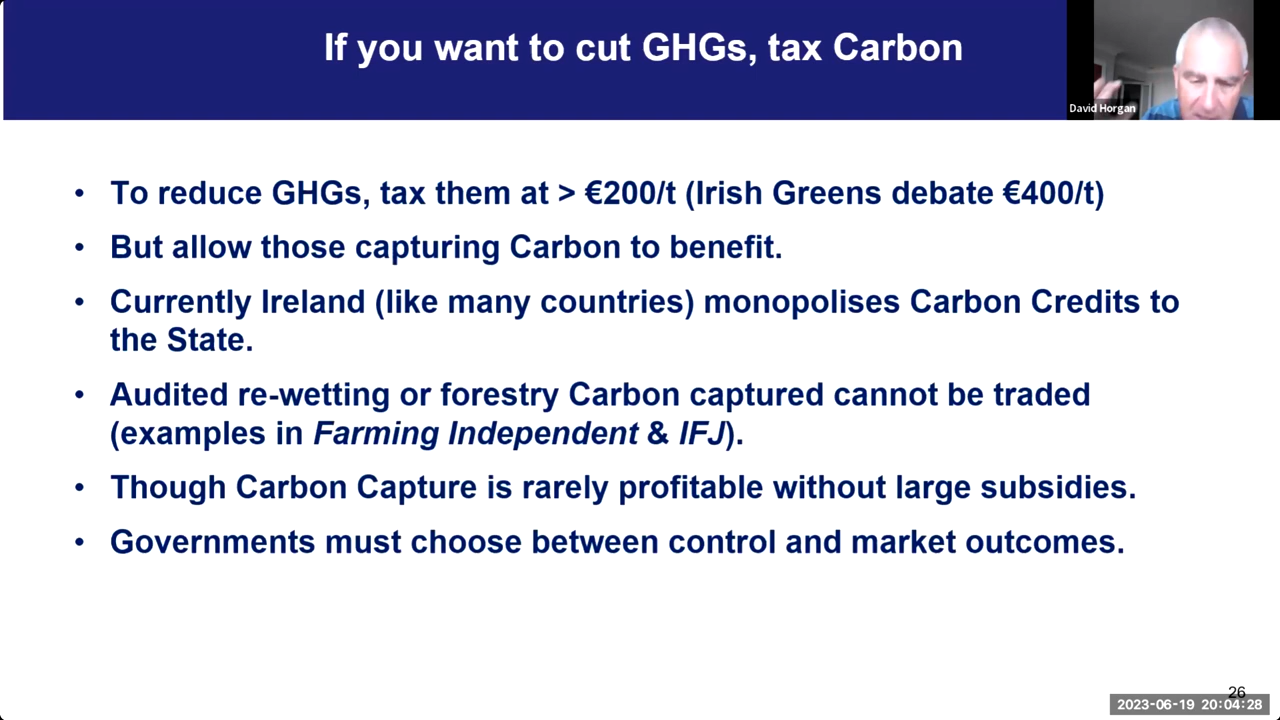 If you want to cut GHGs, tax Carbon
David Horgan
• To reduce GHGs, tax them at > €200/t (Irish Greens debate €400/t)
• But allow those capturing Carbon to benefit.
• Currently Ireland (like many countries) monopolises Carbon Credits to
the State.
• Audited re-wetting or forestry Carbon captured cannot be traded
(examples in Farming Independent & IFJ).
• Though Carbon Capture is rarely profitable without large subsidies.
• Governments must choose between control and market outcomes.
26
2023-06-19 20:04:28